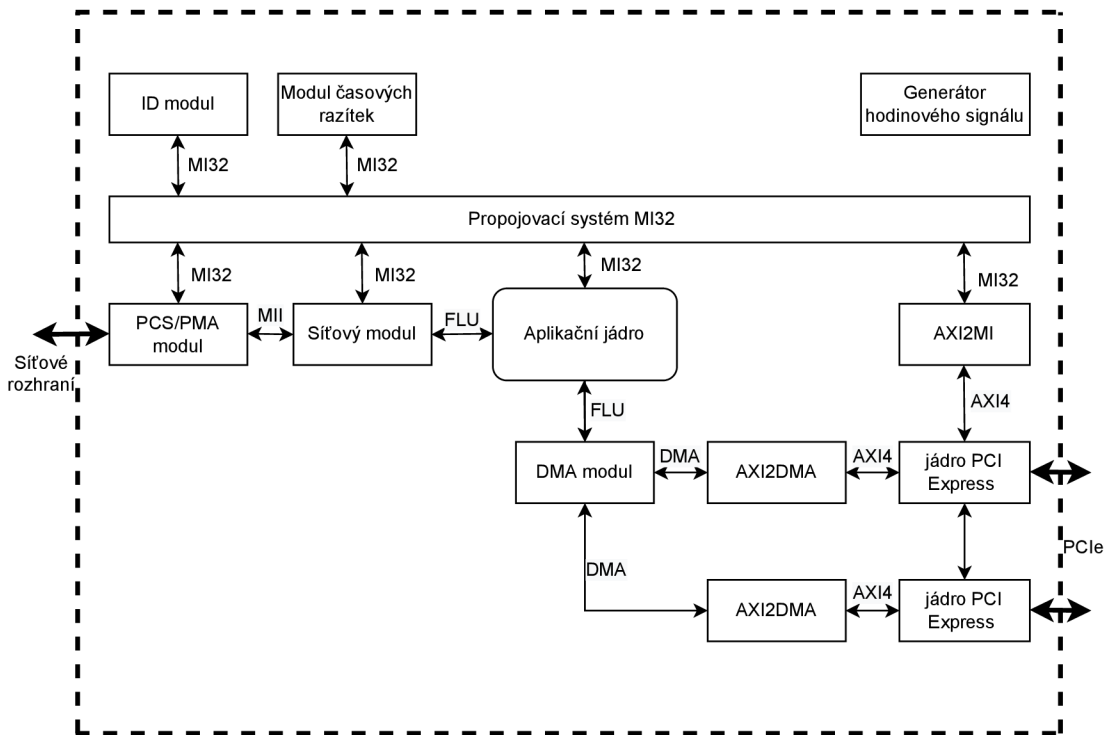 ID modul
Modul časových
razítek
Generátor
hodinového signálu
MI32
MI32
Propojovací systém MI32
MI32
MI32
MI32
MI32
PCS/PMA
modul
MII
Síťový modul
FLU
Aplikační jádro
AXI2MI
Síťové
rozhraní
FLU
AXI4
DMA modul
DMA
AXI2DMA
AXI4
jádro PCI
Express
PCIe
DMA
AXI2DMA
AXI4
jádro PCI
Express